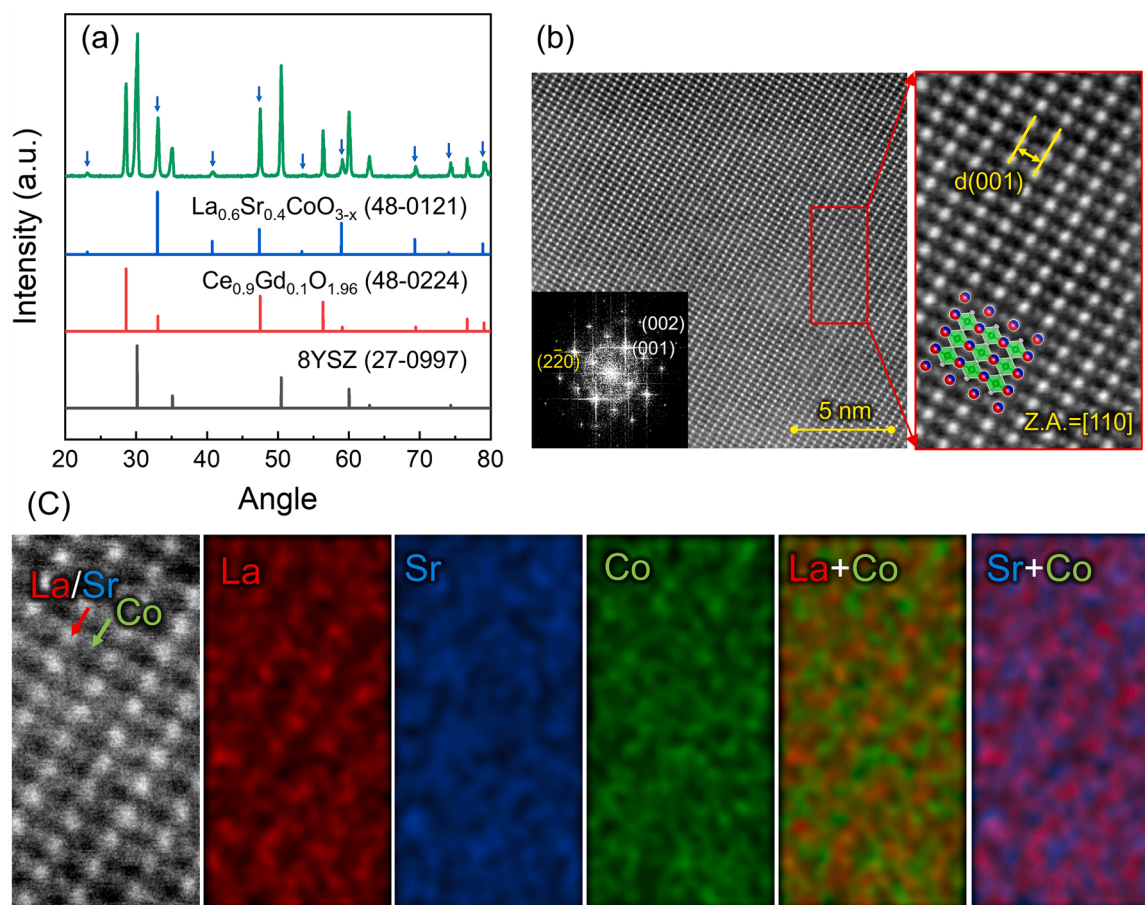 (a)
Intensity (a.u.)
La0.6Sr0.4CoO3-x (48-0121)
Ce0.9Gd0.1O1.96 (48-0224)
8YSZ (27-0997)
20 30 40 50 60 70 80
Angle
(b)
(002)
(001)
(22̄0)
5 nm
d(001)
Z.A.=[110]
(C)
La/Sr
Co
La
Sr
Co
La+Co
Sr+Co